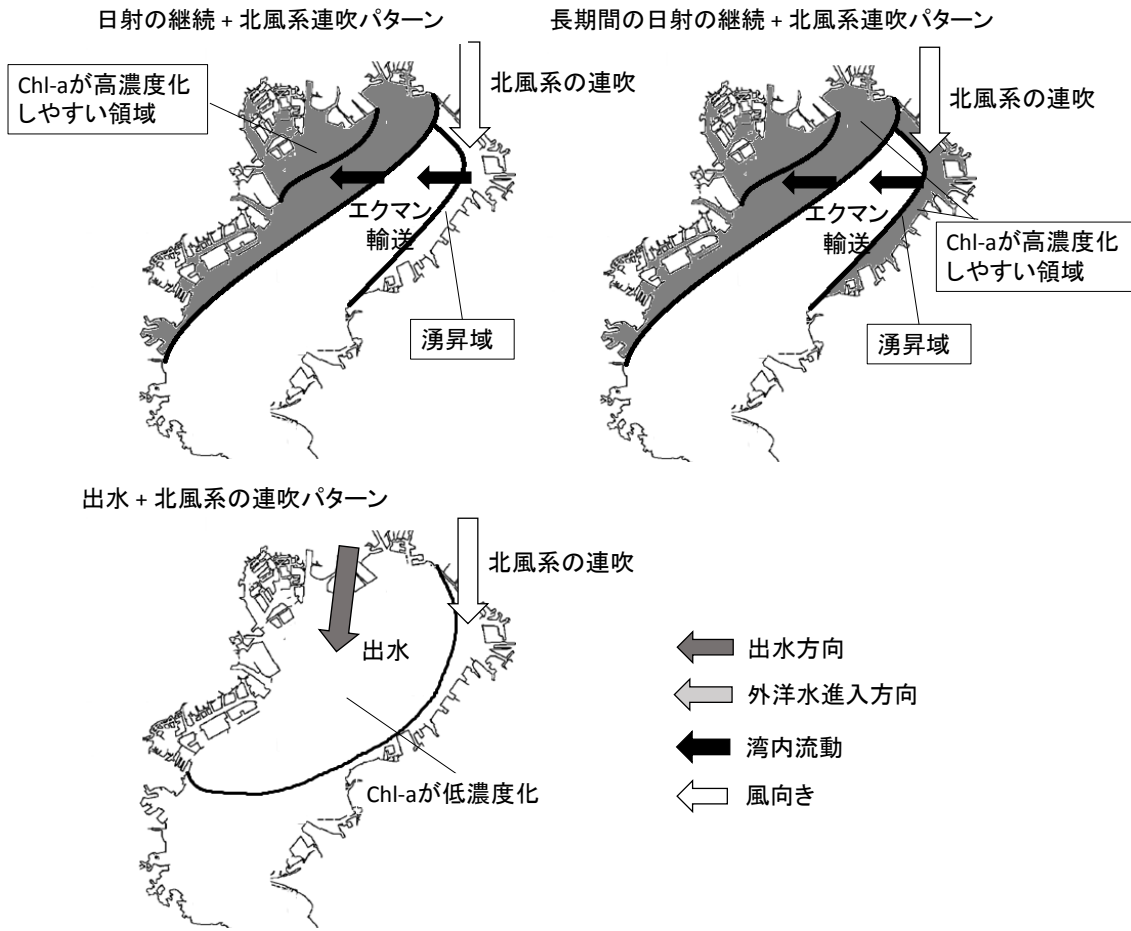 日射の継続 + 北風系連吹パターン
北風系の連吹
Chl-aが高濃度化
しやすい領域
エクマン
輸送
湧昇域
長期間の日射の継続 + 北風系連吹パターン
北風系の連吹
エクマン
輸送
Chl-aが高濃度化
しやすい領域
湧昇域
出水 + 北風系の連吹パターン
北風系の連吹
出水
Chl-aが低濃度化
出水方向
外洋水進入方向
湾内流動
風向き